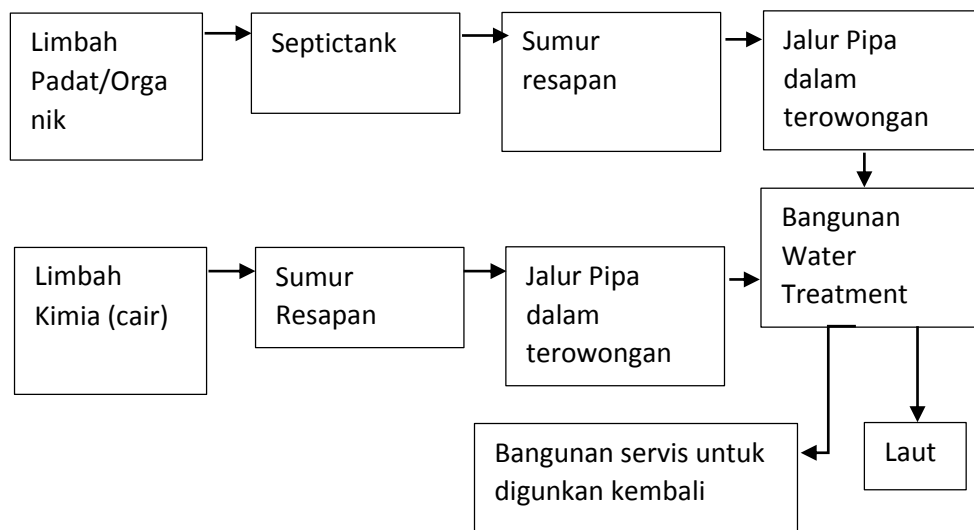 Limbah
Padat/Orga
nik
Septictank
Sumur
resapan
Jalur Pipa
dalam
terowongan
Bangunan
Water
Treatment
Limbah
Kimia (cair)
Sumur
Resapan
Jalur Pipa
dalam
terowongan
Bangunan servis untuk
digunkan kembali
Laut